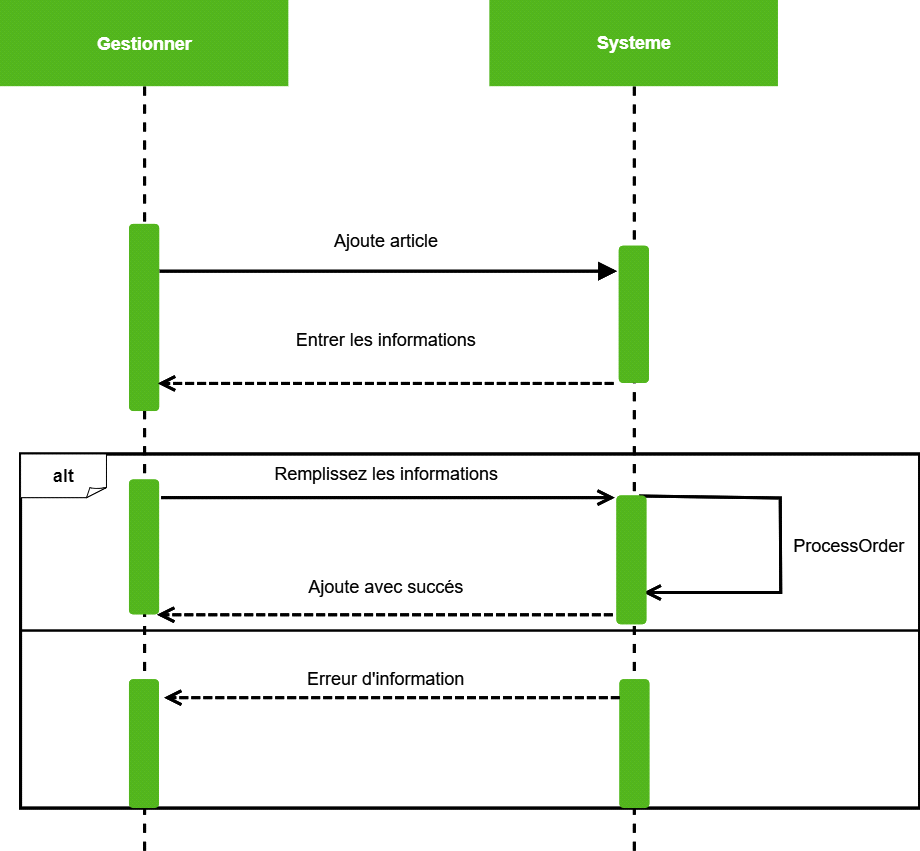 Gestionner
Systeme
Ajoute article
Entrer les informations
alt
Remplissez les informations
ProcessOrder
Ajoute avec succés
Erreur d'information